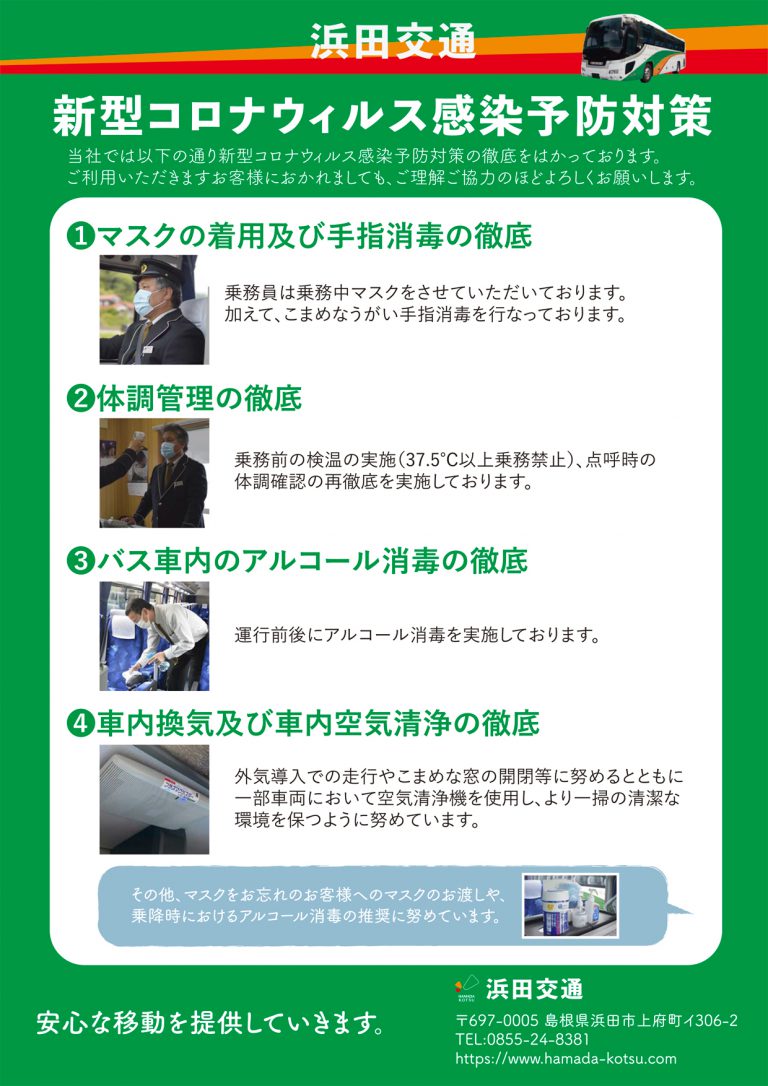 浜田交通
新型コロナウィルス感染予防対策
当社では以下の通り新型コロナウィルス感染予防対策の徹底をはかっております。
ご利用いただきますお客様におかれましても、ご理解ご協力のほどよろしくお願いします。
❶マスクの着用及び手指消毒の徹底
乗務員は乗務中マスクをさせていただいております。
加えて、こまめなうがい手指消毒を行なっております。
❷体調管理の徹底
乗務前の検温の実施（37.5°C以上乗務禁止）、点呼時の
体調確認の再徹底を実施しております。
❸バス車内のアルコール消毒の徹底
運行前後にアルコール消毒を実施しております。
❹車内換気及び車内空気清浄の徹底
外気導入での走行やこまめな窓の開閉等に努めるとともに
一部車両において空気清浄機を使用し、より一掃の清潔な
環境を保つように努めています。
その他、マスクをお忘れのお客様へのマスクのお渡しや、
乗降時におけるアルコール消毒の推奨に努めています。
安心な移動を提供していきます。
HAMADA
KOTSU
浜田交通
〒697-0005 島根県浜田市上府町イ306-2
TEL:0855-24-8381
https://www.hamada-kotsu.com